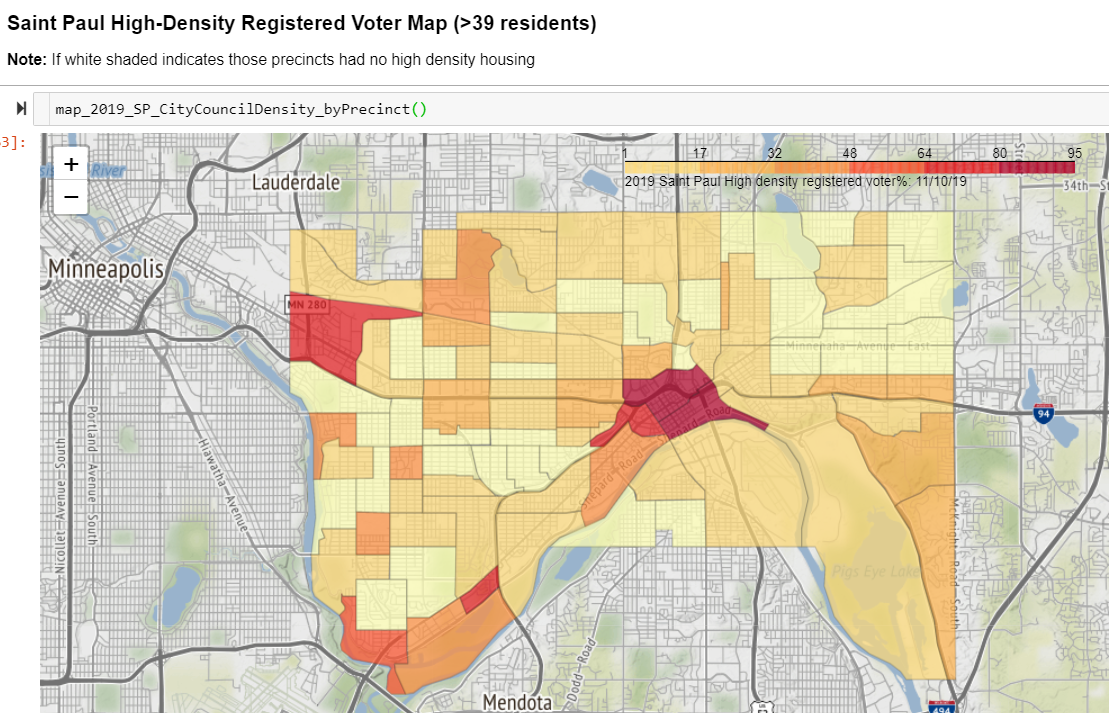 Saint Paul High-Density Registered Voter Map (>39 residents)
Note: If white shaded indicates those precincts had no high density housing
map_2019_SP_CityCouncilDensity_byPrecinct()
3]:
+
−
River
Lauderdale
1 17 32 48 64 80 95
2019 Saint Paul High density registered voter%: 11/10/19
34th St
Minneapolis
MN 280
Minnehaha Avenue East
94
Shepard Road
Portland Avenue South
Nicollet Avenue South
Hiawatha Avenue
Shepard Road
McKnight Road South
Pigs Eye Lake
Dodd Road
Mendota
US
494